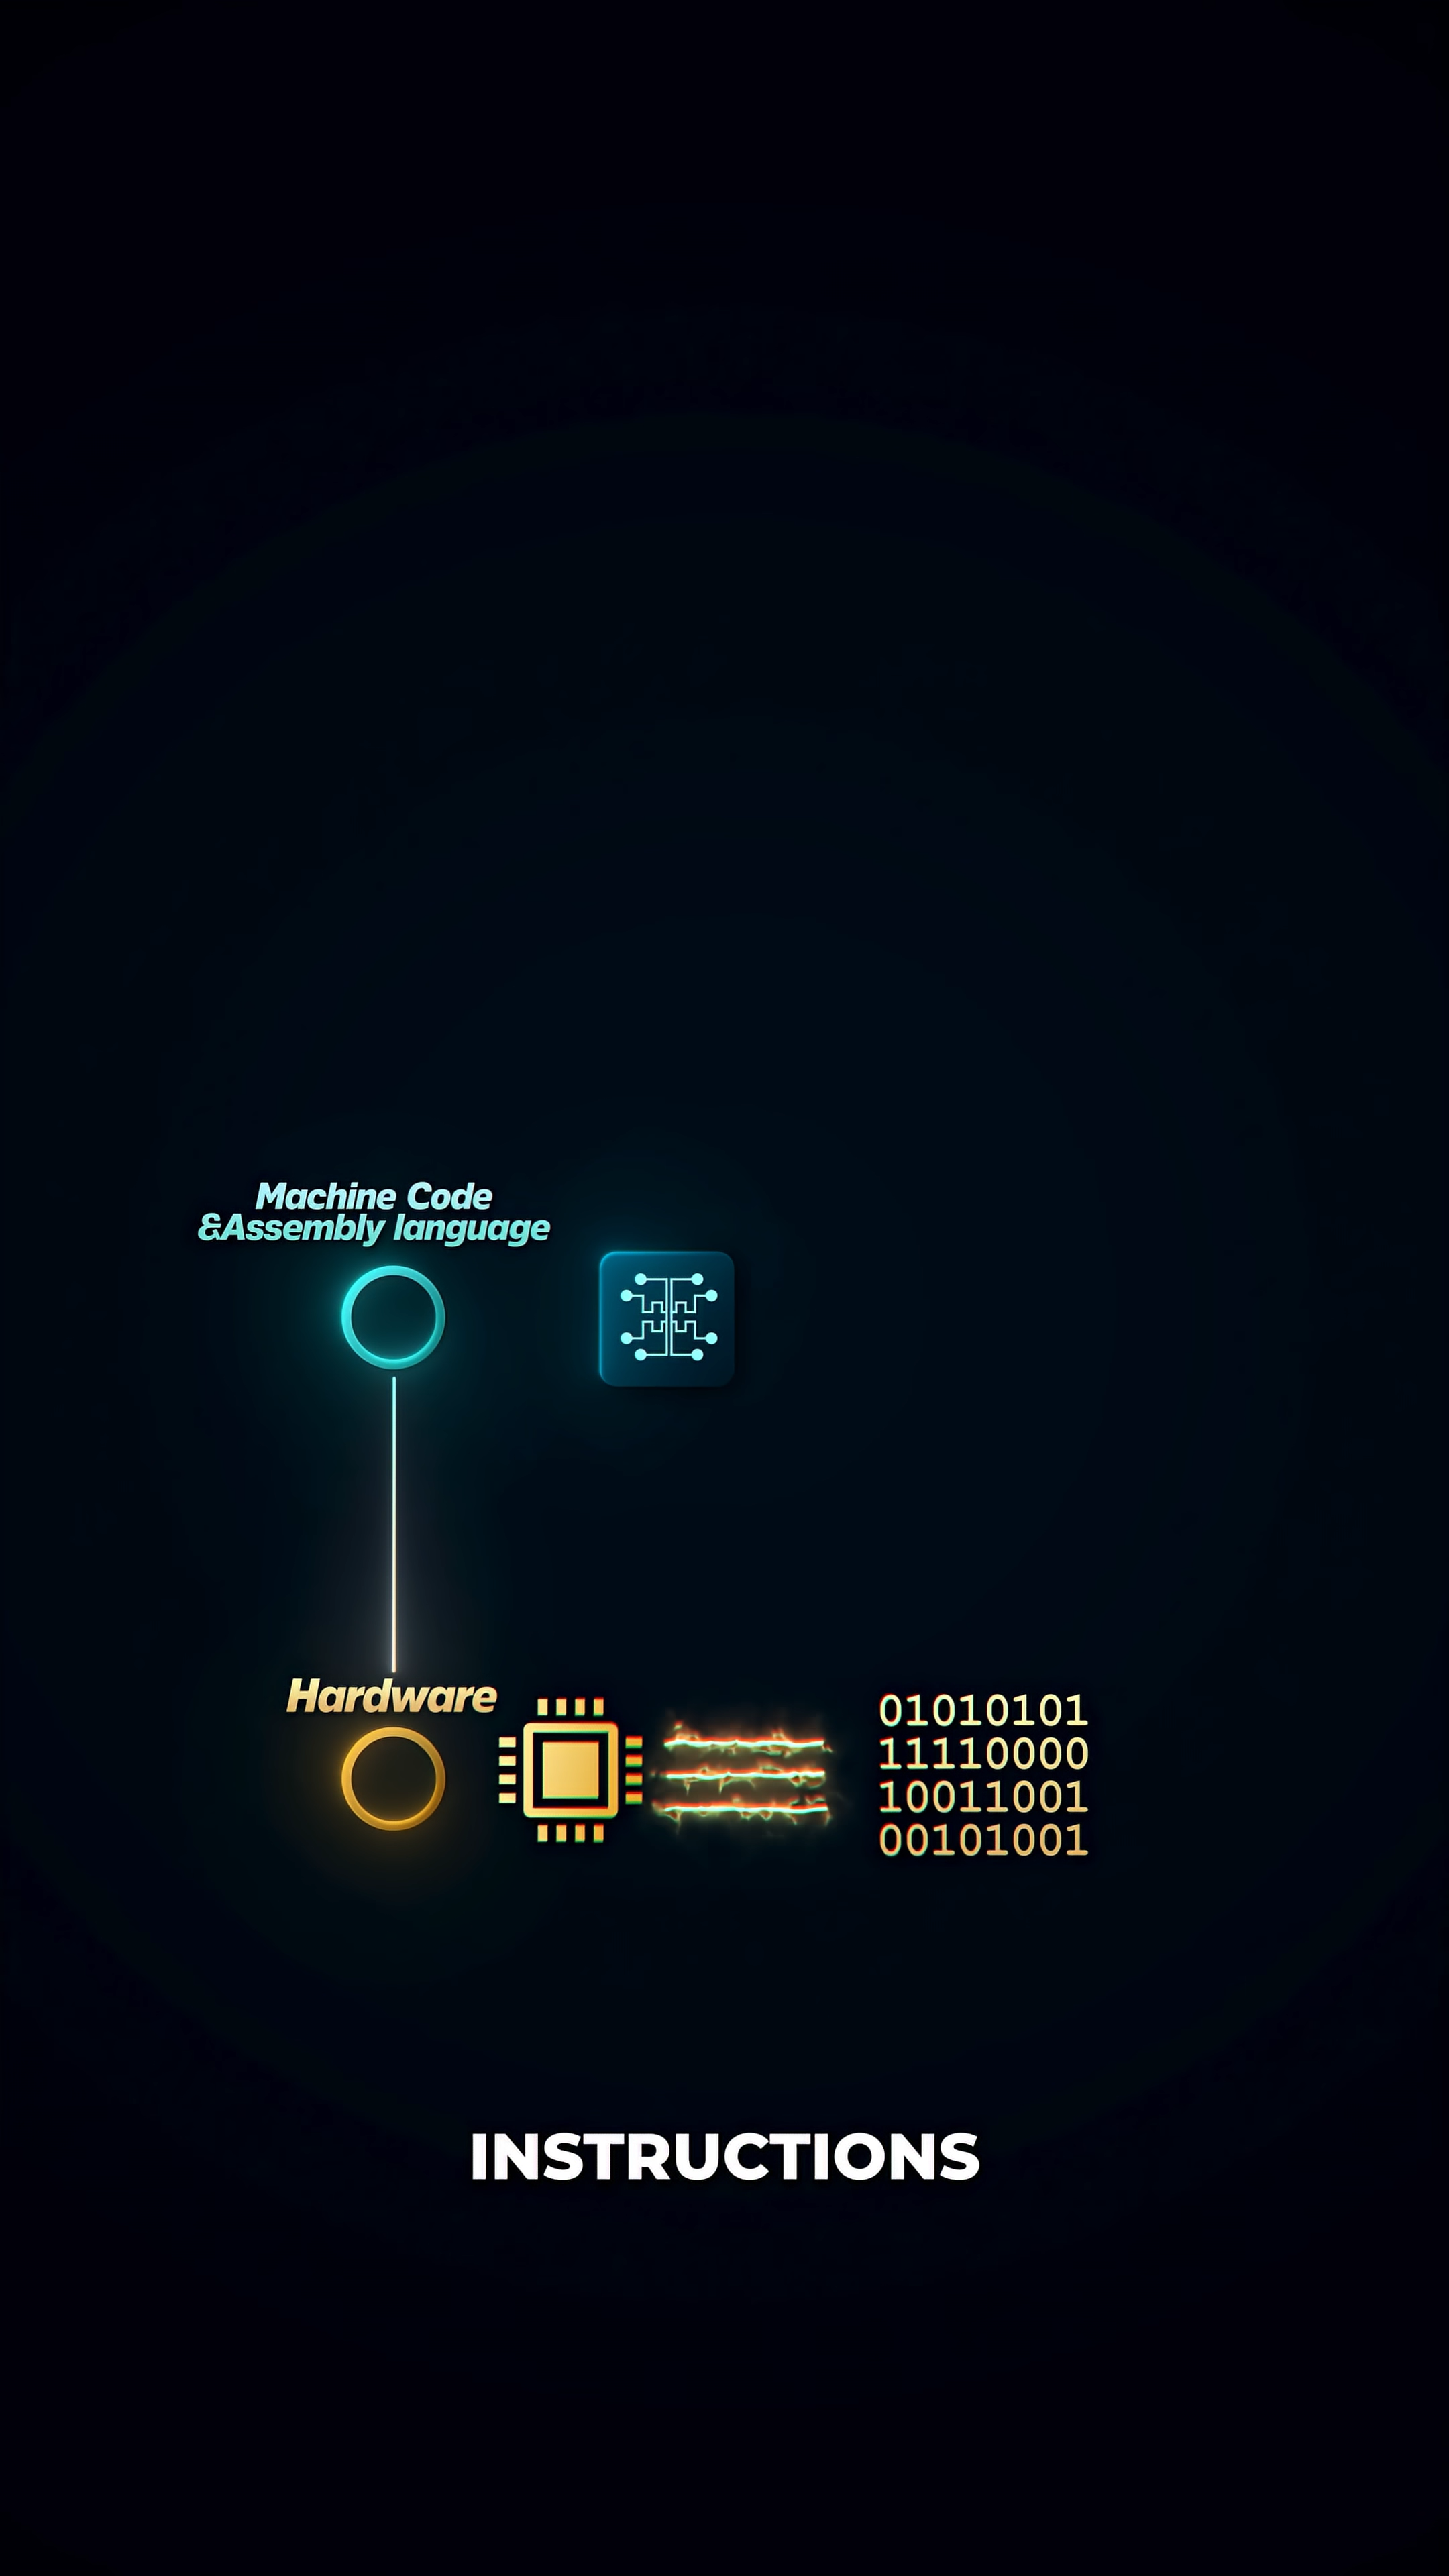 Machine Code
&Assembly language
Hardware
01010101
11110000
10011001
00101001
INSTRUCTIONS